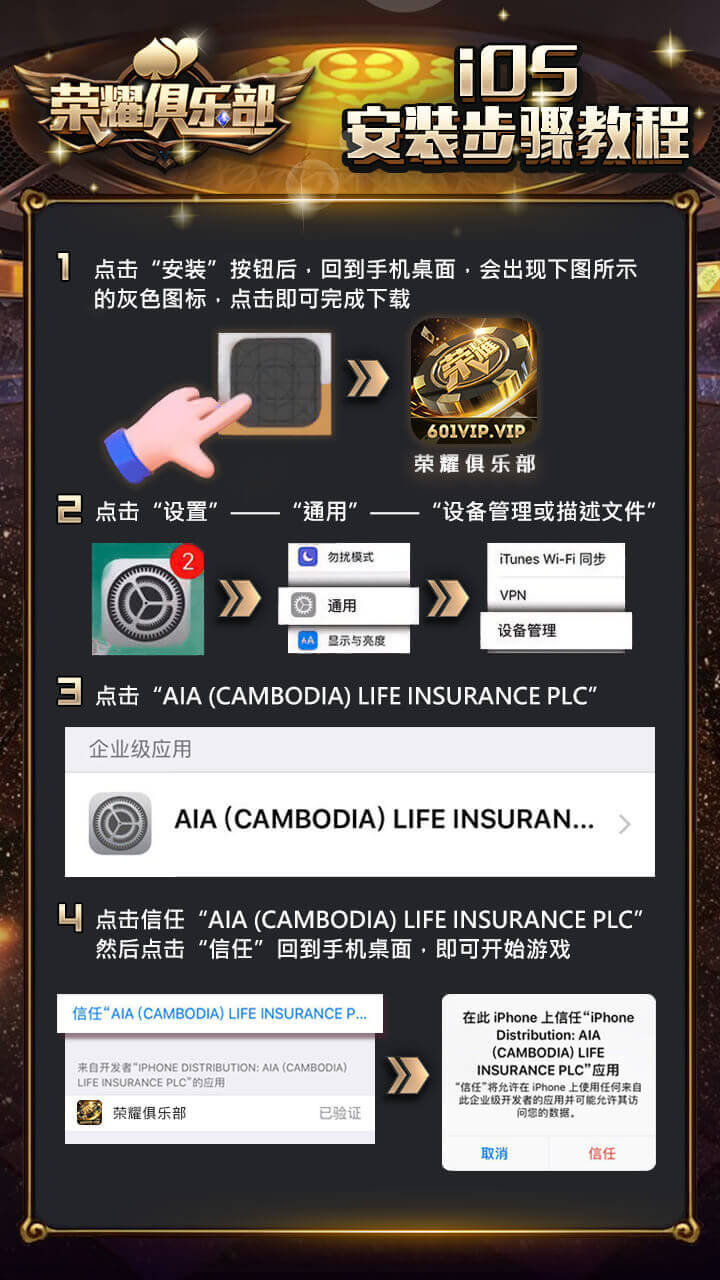 荣耀俱乐部
iOS
安装步骤教程
1 点击“安装”按钮后，回到手机桌面，会出现下图所示
的灰色图标，点击即可完成下载
荣耀
601VIP.VIP
荣耀俱乐部
2 点击“设置” —— “通用” —— “设备管理或描述文件”
2
勿扰模式
通用
AA 显示与亮度
iTunes Wi-Fi 同步
VPN
设备管理
3 点击“AIA (CAMBODIA) LIFE INSURANCE PLC”
企业级应用
AIA (CAMBODIA) LIFE INSURAN...
4 点击信任“AIA (CAMBODIA) LIFE INSURANCE PLC”
然后点击“信任”回到手机桌面，即可开始游戏
信任“AIA (CAMBODIA) LIFE INSURANCE P...
来自开发者“IPHONE DISTRIBUTION: AIA (CAMBODIA)
LIFE INSURANCE PLC”的应用
荣耀俱乐部 已验证
在此 iPhone 上信任“iPhone
Distribution: AIA
(CAMBODIA) LIFE
INSURANCE PLC”应用
“信任”将允许在 iPhone 上使用任何来自
此企业级开发者的应用并可能允许其访
问您的数据。
取消 信任